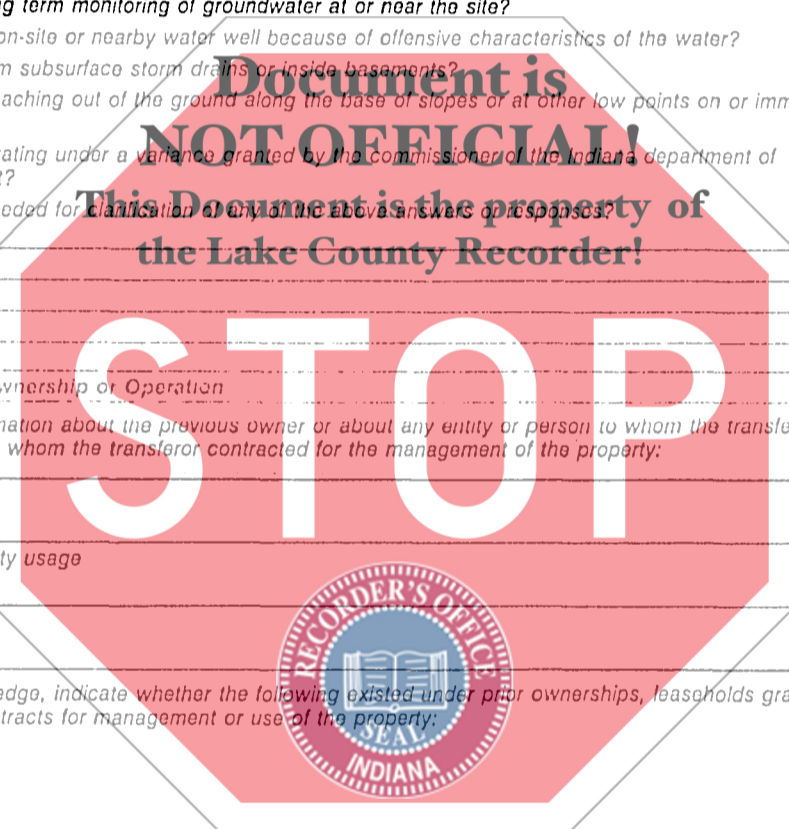 g term monitoring of groundwater at or near the site?
on-site or nearby water well because of offensive characteristics of the water?
m subsurface storm drains or inside basements?
Document is
aching out of the ground along the base of slopes or at other low points on or imm
NOT OFFICIAL!
ating under a variance granted by the commissioner of the Indiana department of
t?
This Document is the property of
eded for clarification of any of the above answers or responses?
the Lake County Recorder!
STOP
wnership or Operation
mation about the previous owner or about any entity or person to whom the transfe
whom the transferor contracted for the management of the property:
ty usage
RECORDER'S OFFICE
edge, indicate whether the following existed under prior ownerships, leaseholds gra
tracts for management or use of the property:
SEAL
INDIANA